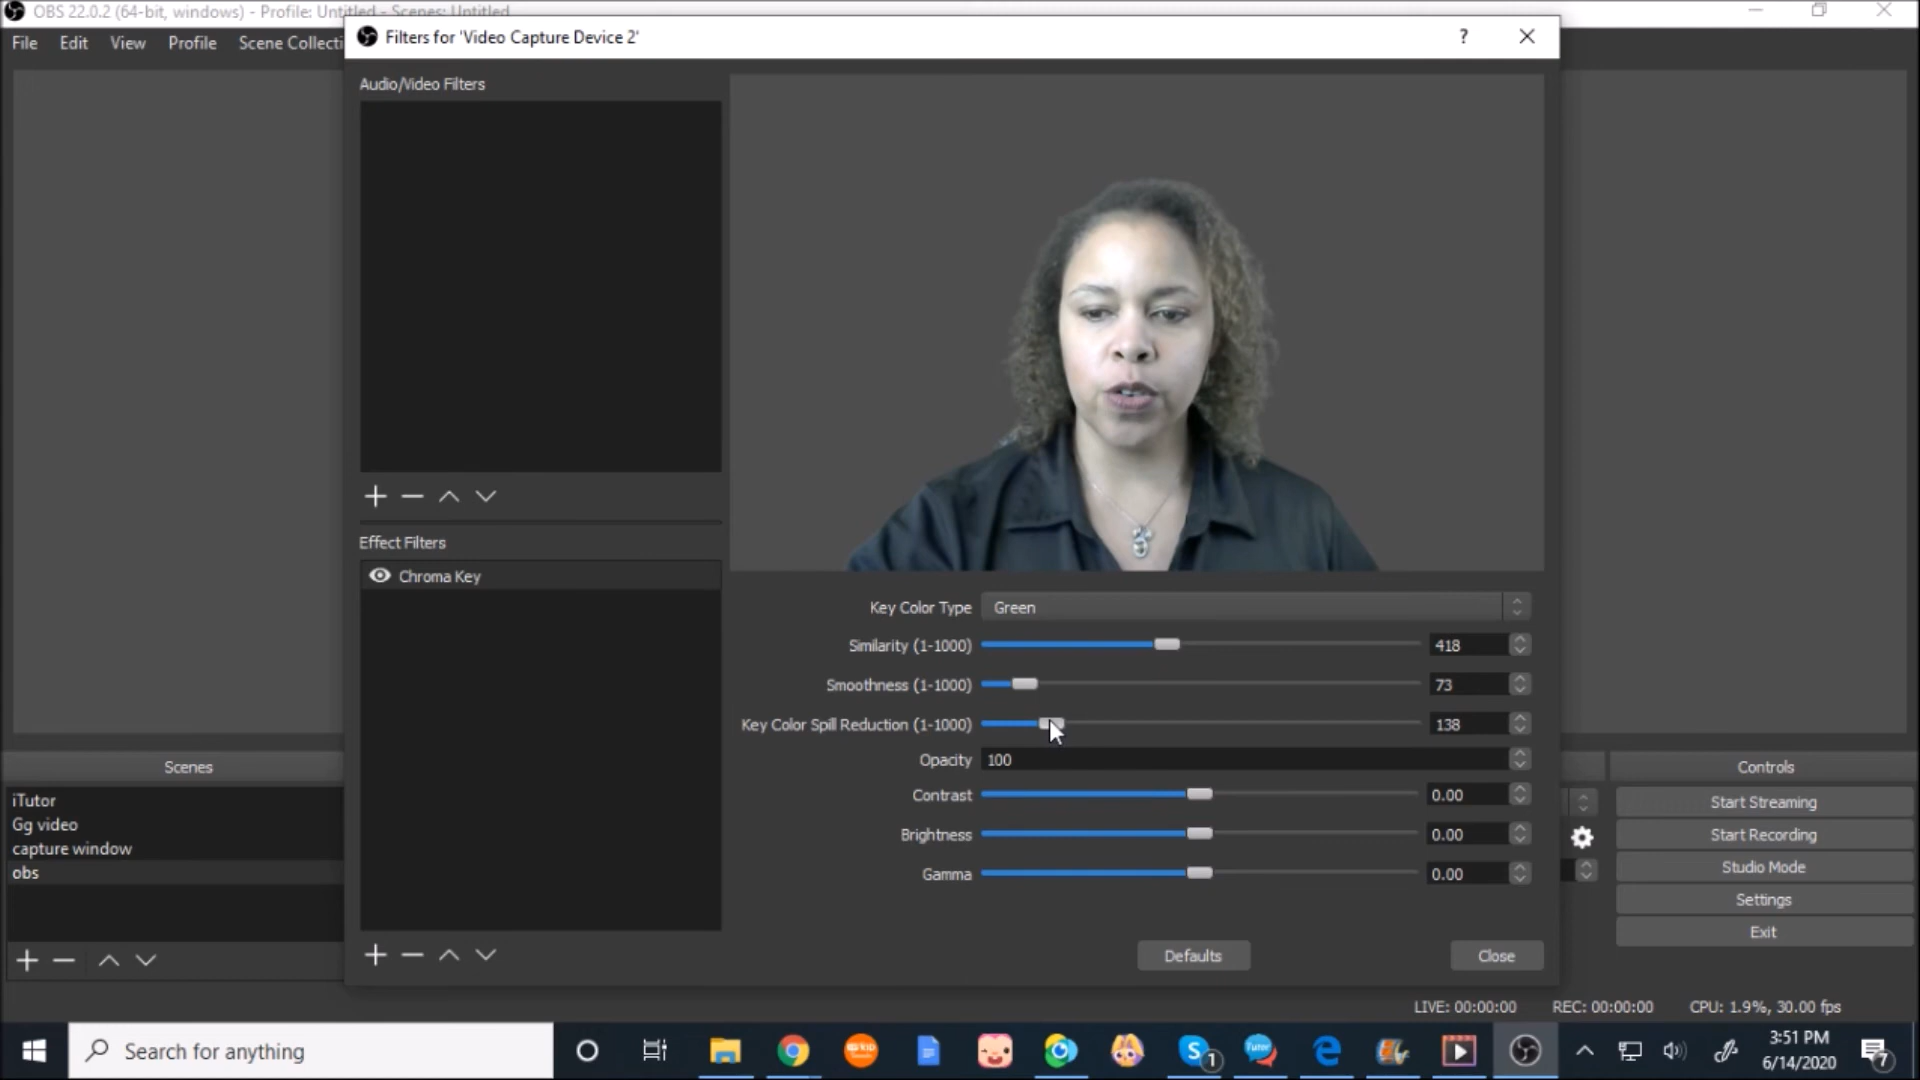 OBS 22.0.2 (64-bit, windows) - Profile: Untitled - Scenes: Untitled
File Edit View Profile Scene Collecti
Filters for 'Video Capture Device 2'
?
Audio/Video Filters
Effect Filters
Chroma Key
Key Color Type Green
Similarity (1-1000) 418
Smoothness (1-1000) 73
Key Color Spill Reduction (1-1000) 138
Opacity 100
Contrast 0.00
Brightness 0.00
Gamma 0.00
Defaults Close
Scenes
iTutor
Gg video
capture window
obs
Controls
Start Streaming
Start Recording
Studio Mode
Settings
Exit
LIVE: 00:00:00 REC: 00:00:00 CPU: 1.9%, 30.00 fps
Search for anything
S 1
Tutor
3:51 PM
6/14/2020
7